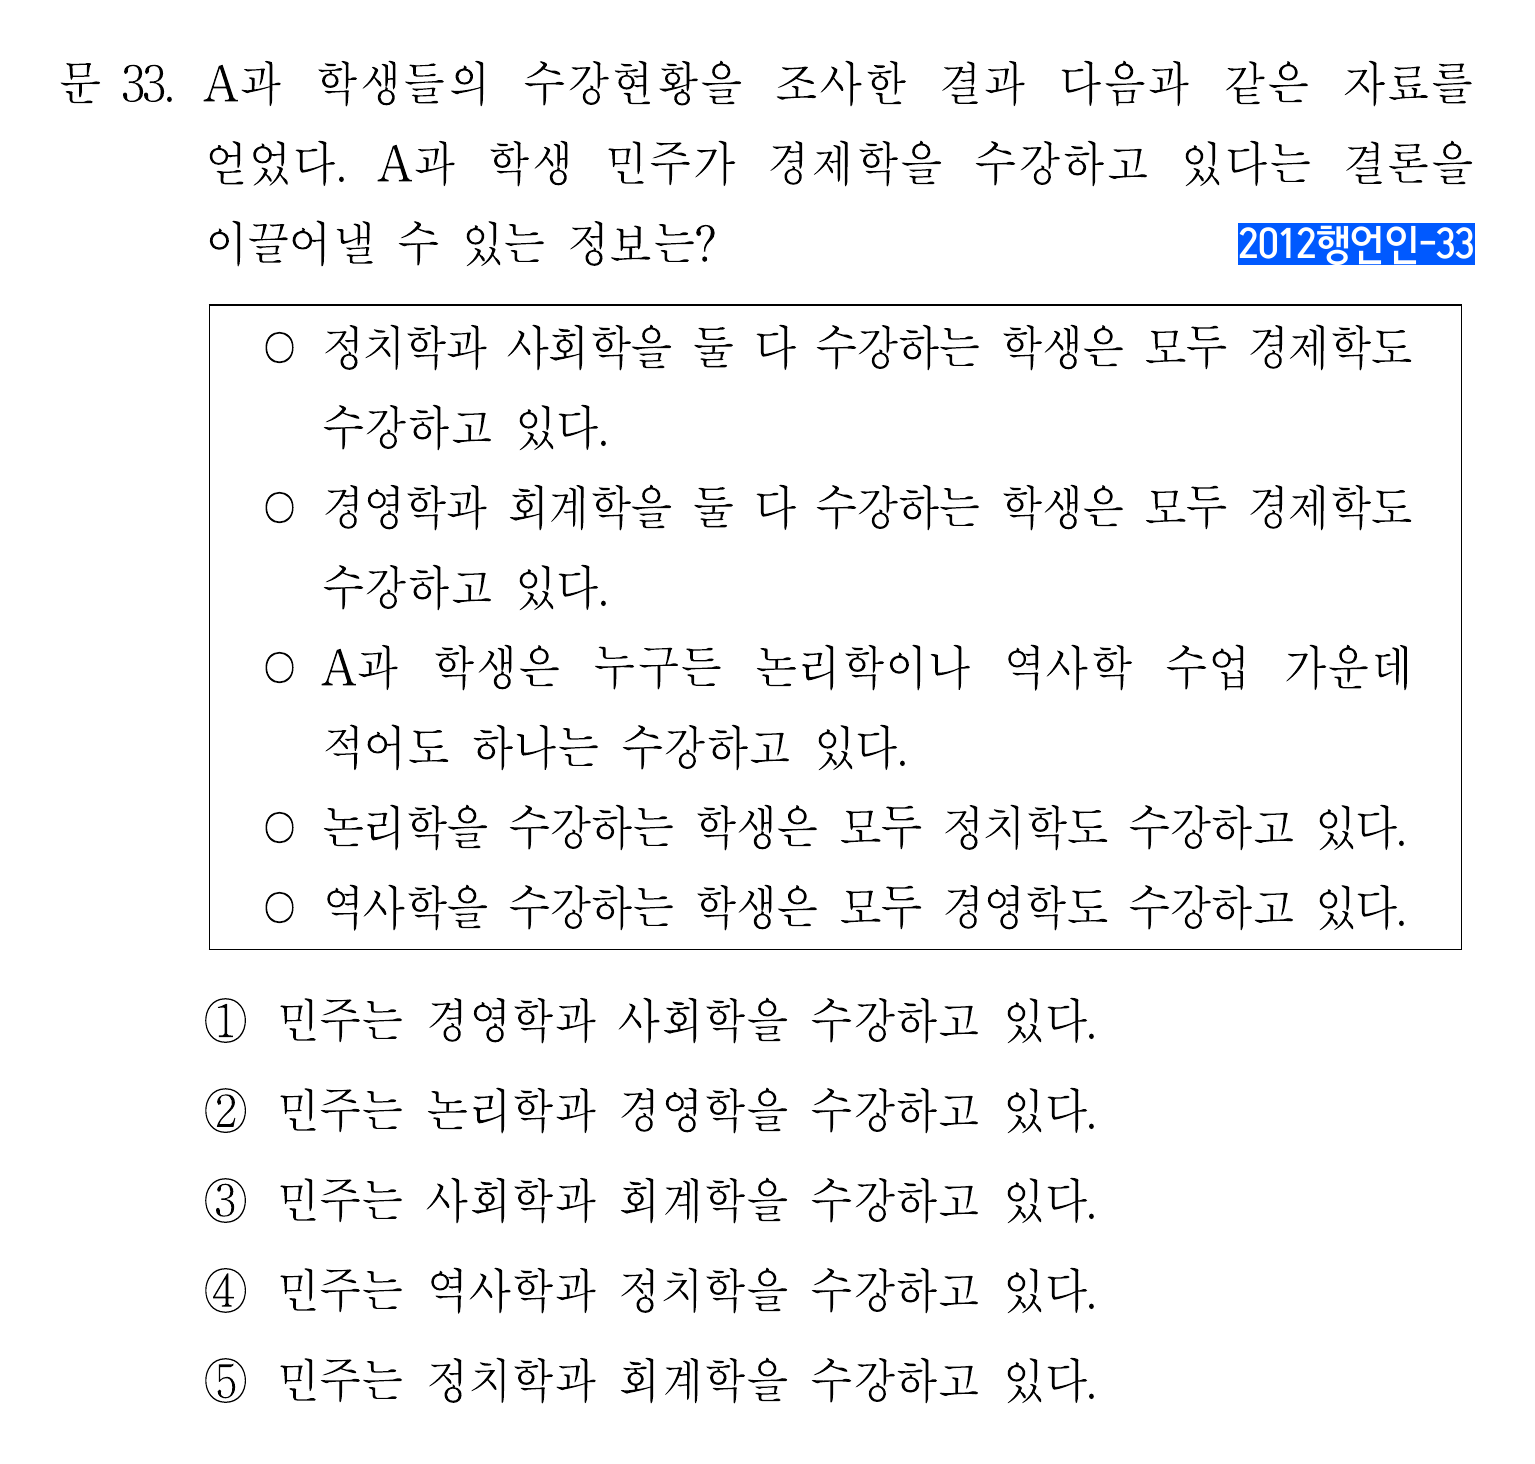 문 33. A과 학생들의 수강현황을 조사한 결과 다음과 같은 자료를
얻었다. A과 학생 민주가 경제학을 수강하고 있다는 결론을
이끌어낼 수 있는 정보는?
2012행언인-33
○ 정치학과 사회학을 둘 다 수강하는 학생은 모두 경제학도
수강하고 있다.
○ 경영학과 회계학을 둘 다 수강하는 학생은 모두 경제학도
수강하고 있다.
○ A과 학생은 누구든 논리학이나 역사학 수업 가운데
적어도 하나는 수강하고 있다.
○ 논리학을 수강하는 학생은 모두 정치학도 수강하고 있다.
○ 역사학을 수강하는 학생은 모두 경영학도 수강하고 있다.
① 민주는 경영학과 사회학을 수강하고 있다.
② 민주는 논리학과 경영학을 수강하고 있다.
③ 민주는 사회학과 회계학을 수강하고 있다.
④ 민주는 역사학과 정치학을 수강하고 있다.
⑤ 민주는 정치학과 회계학을 수강하고 있다.